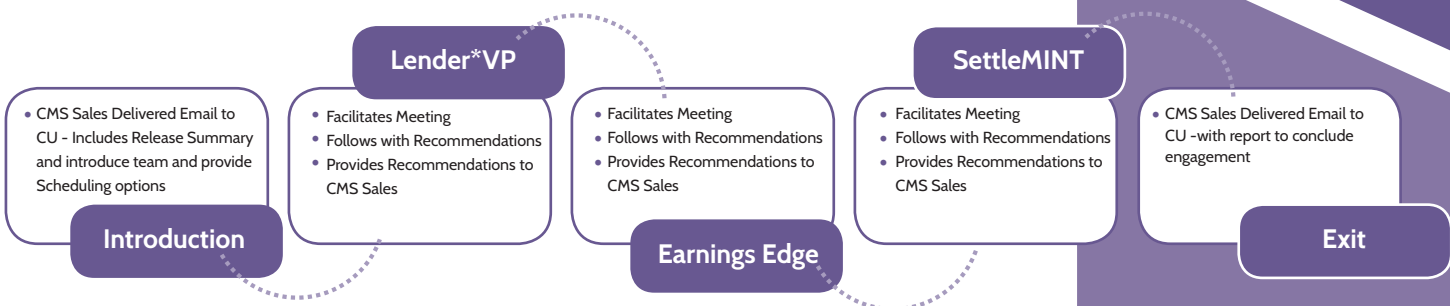 Introduction
• CMS Sales Delivered Email to
CU - Includes Release Summary
and introduce team and provide
Scheduling options
Lender*VP
• Facilitates Meeting
• Follows with Recommendations
• Provides Recommendations to
CMS Sales
Earnings Edge
• Facilitates Meeting
• Follows with Recommendations
• Provides Recommendations to
CMS Sales
SettleMINT
• Facilitates Meeting
• Follows with Recommendations
• Provides Recommendations to
CMS Sales
Exit
• CMS Sales Delivered Email to
CU -with report to conclude
engagement